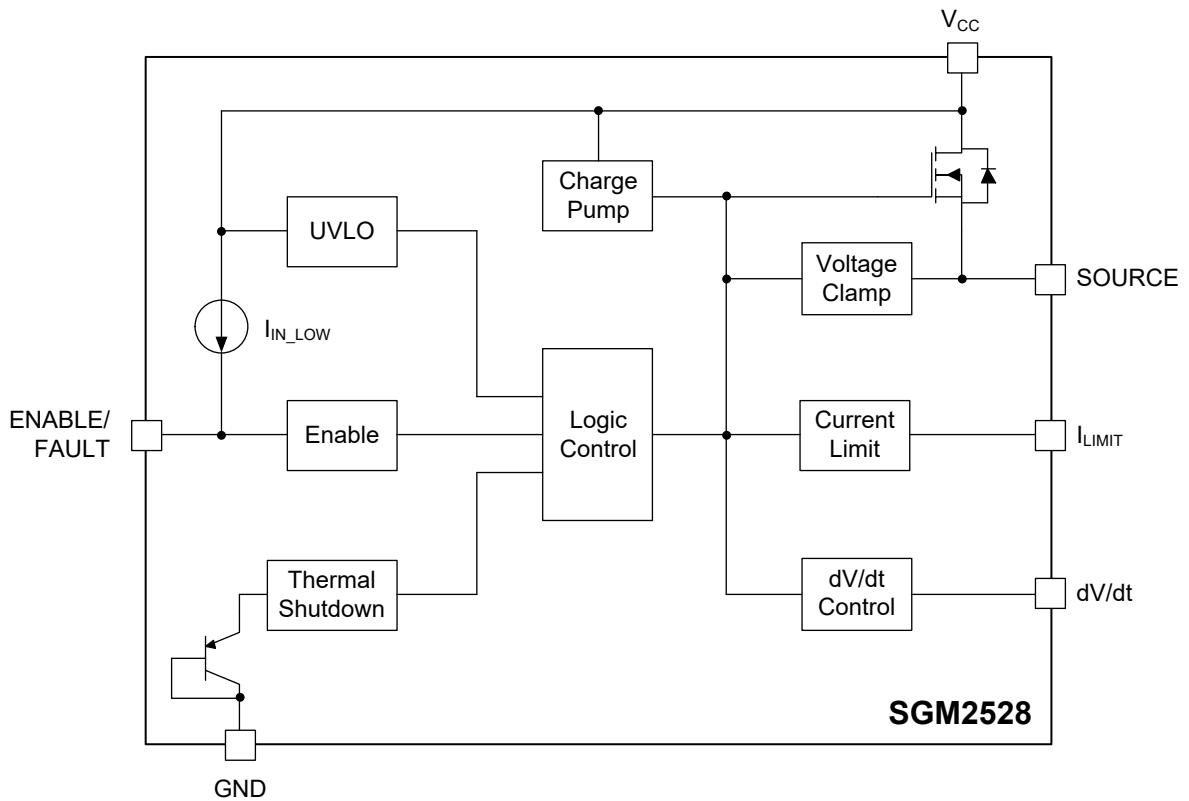 VCC
Charge
Pump
UVLO
Voltage
Clamp
SOURCE
IIN_LOW
ENABLE/
FAULT
Enable
Logic
Control
Current
Limit
ILIMIT
Thermal
Shutdown
dV/dt
Control
dV/dt
SGM2528
GND